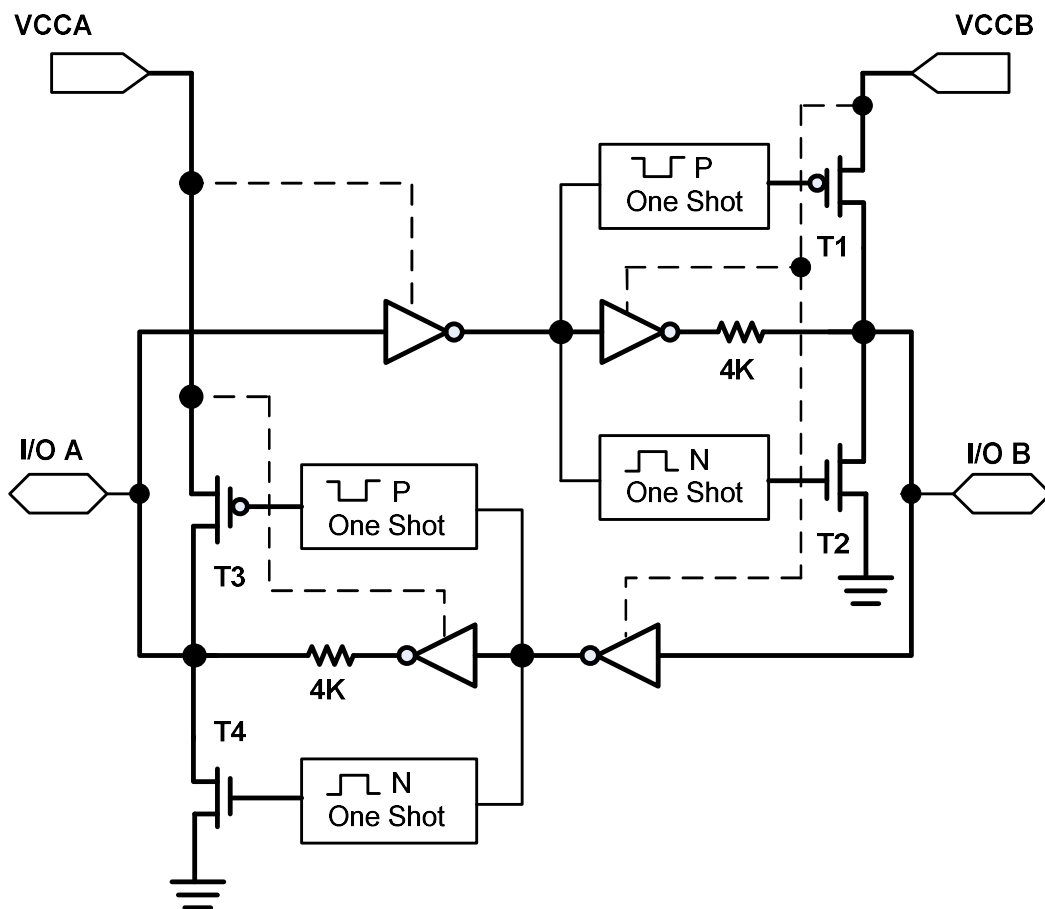 VCCA
VCCB
P
One Shot
T1
4K
I/O A
I/O B
N
One Shot
P
One Shot
T2
T3
4K
T4
N
One Shot